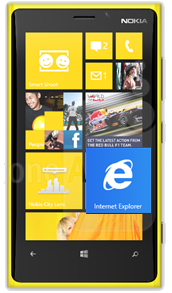 NOKIA
2
Smart Shoot
1
People
GET THE LATEST ACTION FROM
THE RED BULL F1 TEAM
Nokia City Lens
Internet Explorer